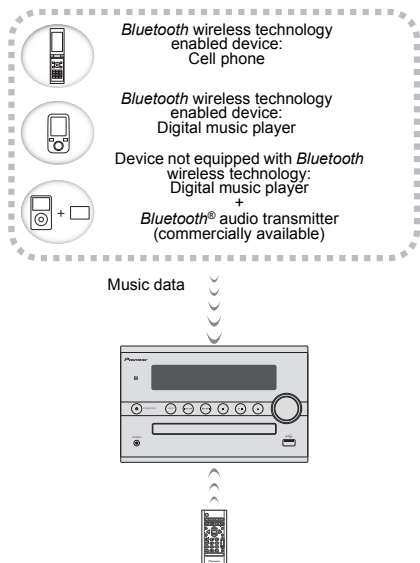 Bluetooth wireless technology
enabled device:
Cell phone
Bluetooth wireless technology
enabled device:
Digital music player
Device not equipped with Bluetooth
wireless technology:
Digital music player
+
+
Bluetooth® audio transmitter
(commercially available)
Music data
Pioneer